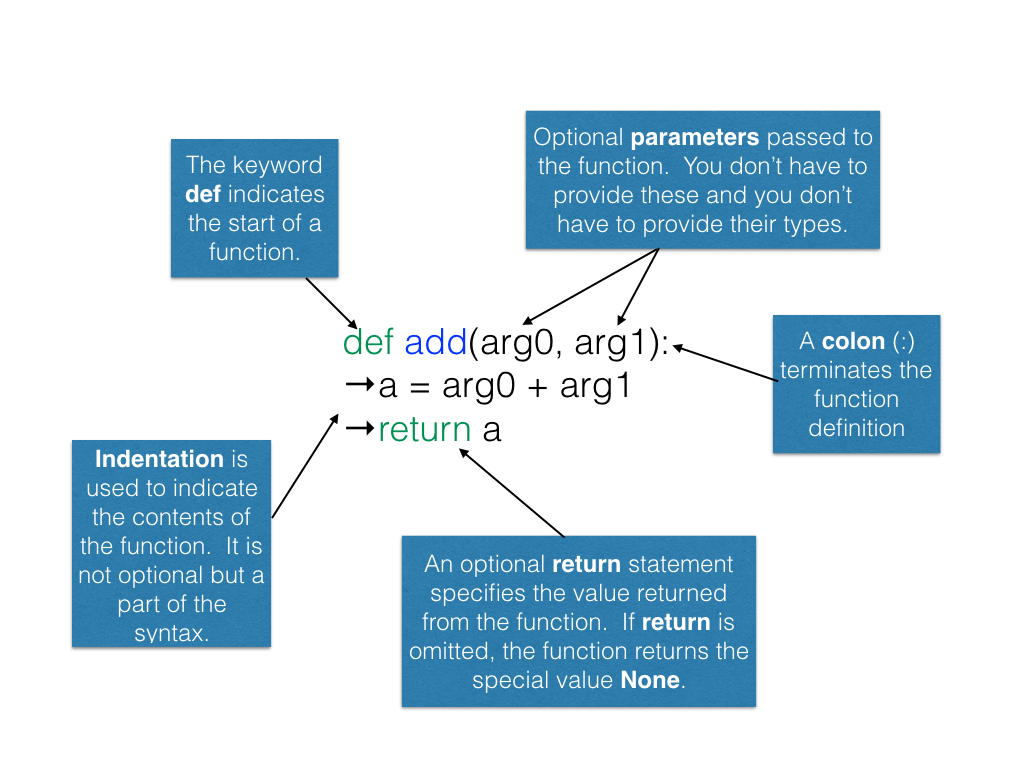 The keyword
def indicates
the start of a
function.
Optional parameters passed to
the function.  You don’t have to
provide these and you don’t
have to provide their types.
def add(arg0, arg1):
→a = arg0 + arg1
→return a
A colon (:)
terminates the
function
definition
Indentation is
used to indicate
the contents of
the function.  It is
not optional but a
part of the
syntax.
An optional return statement
specifies the value returned
from the function.  If return is
omitted, the function returns the
special value None.